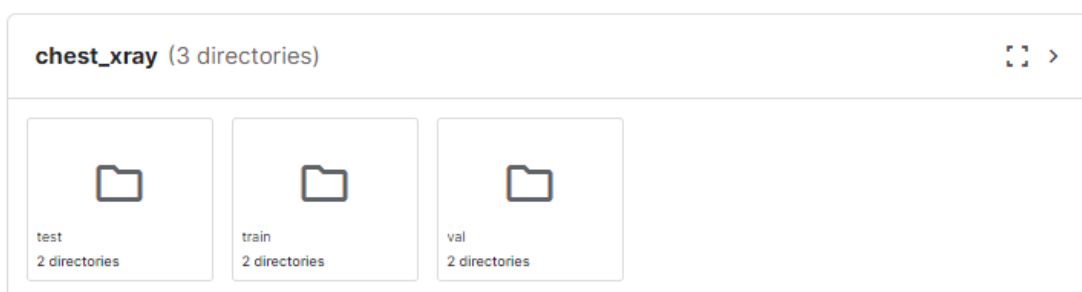 chest_xray (3 directories)
test
2 directories
train
2 directories
val
2 directories